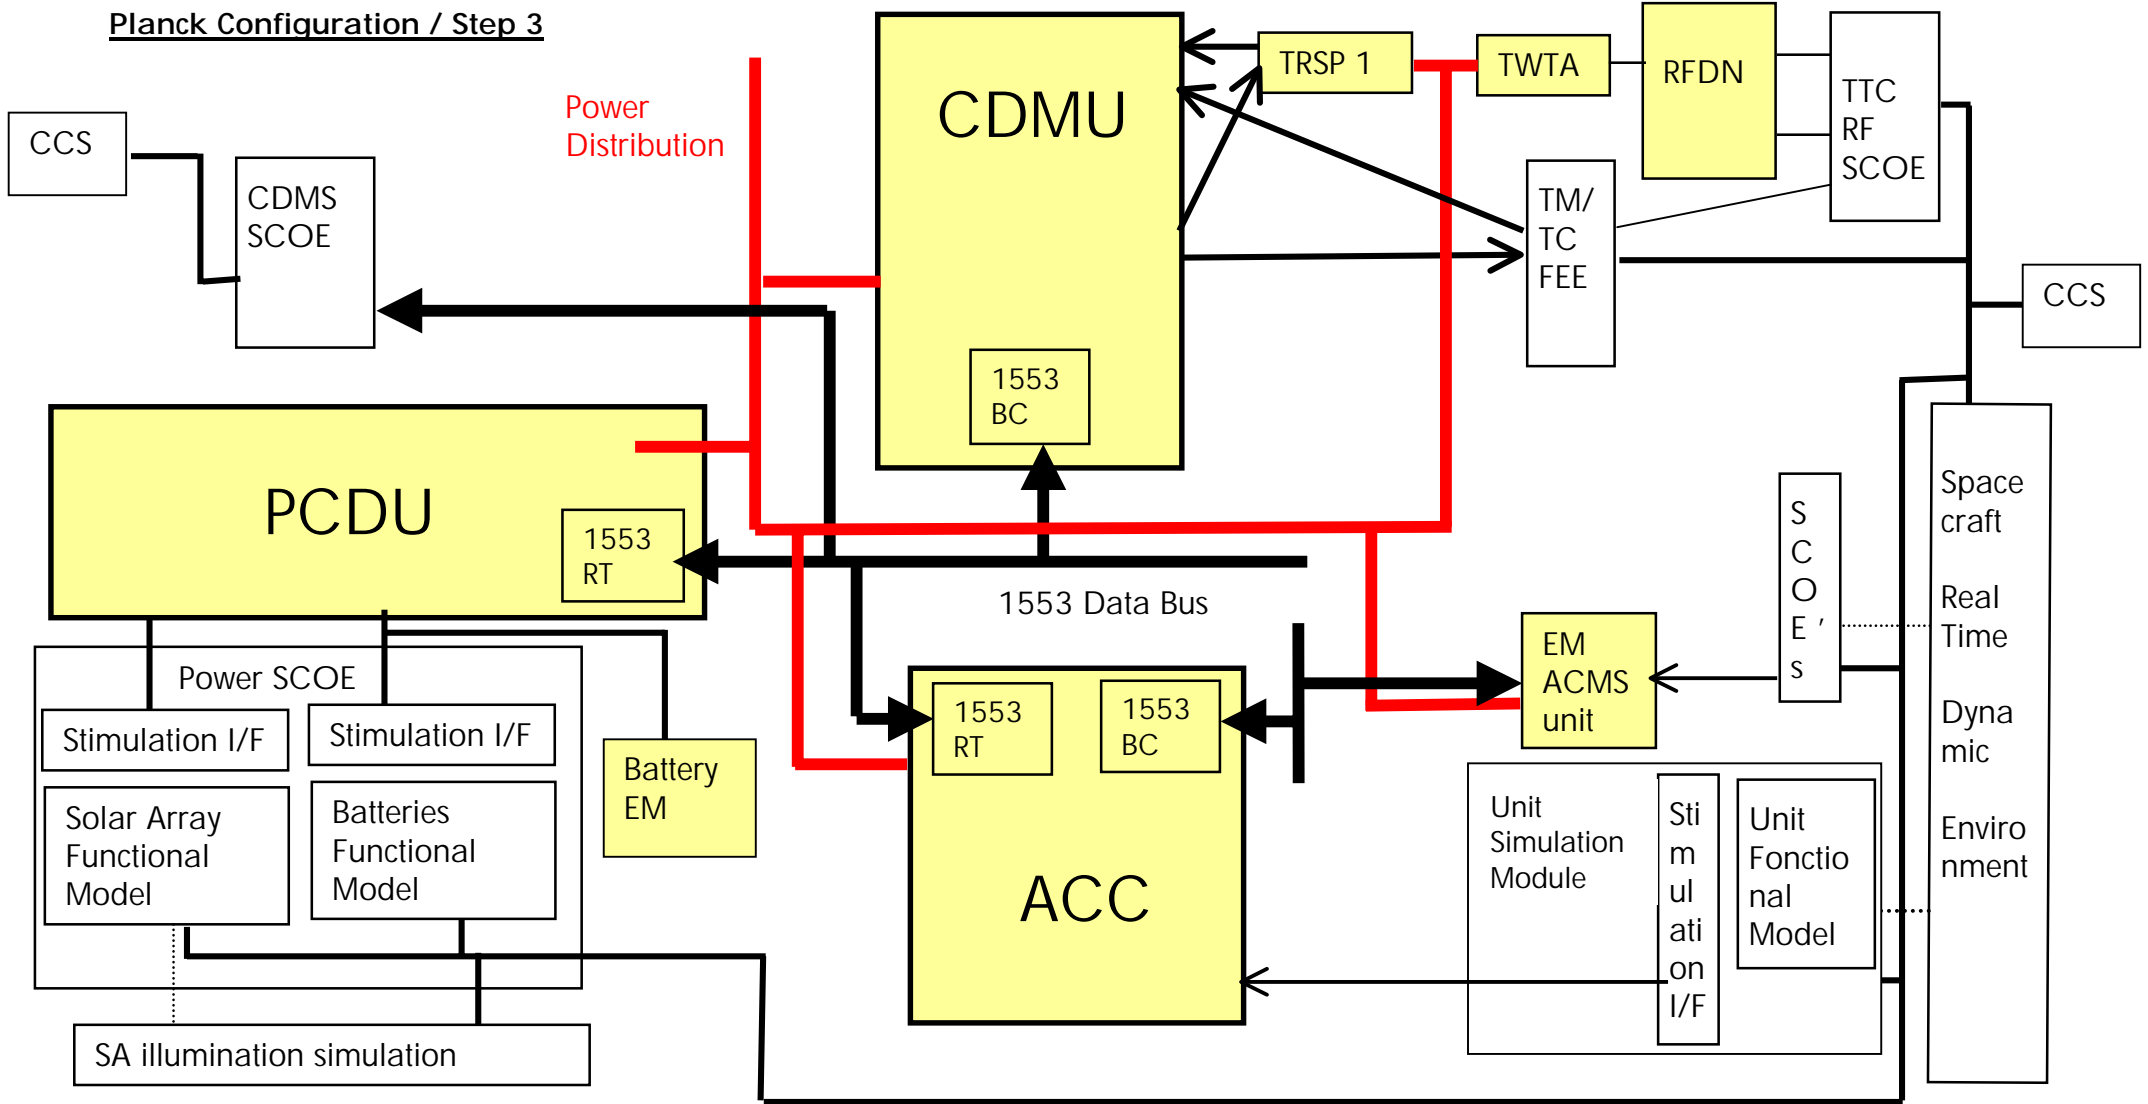 Planck Configuration / Step 3
CCS
CDMS
SCOE
Power
Distribution
CDMU
1553
BC
TRSP 1
TWTA
RFDN
TTC
RF
SCOE
TM/
TC
FEE
CCS
PCDU
1553
RT
1553 Data Bus
Power SCOE
Stimulation I/F
Stimulation I/F
Solar Array
Functional
Model
Batteries
Functional
Model
Battery
EM
SA illumination simulation
1553
RT
1553
BC
ACC
EM
ACMS
unit
S
C
O
E '
s
Unit
Simulation
Module
Sti
m
ul
ati
on
I/F
Unit
Fonctio
nal
Model
Space
craft
Real
Time
Dyna
mic
Enviro
nment